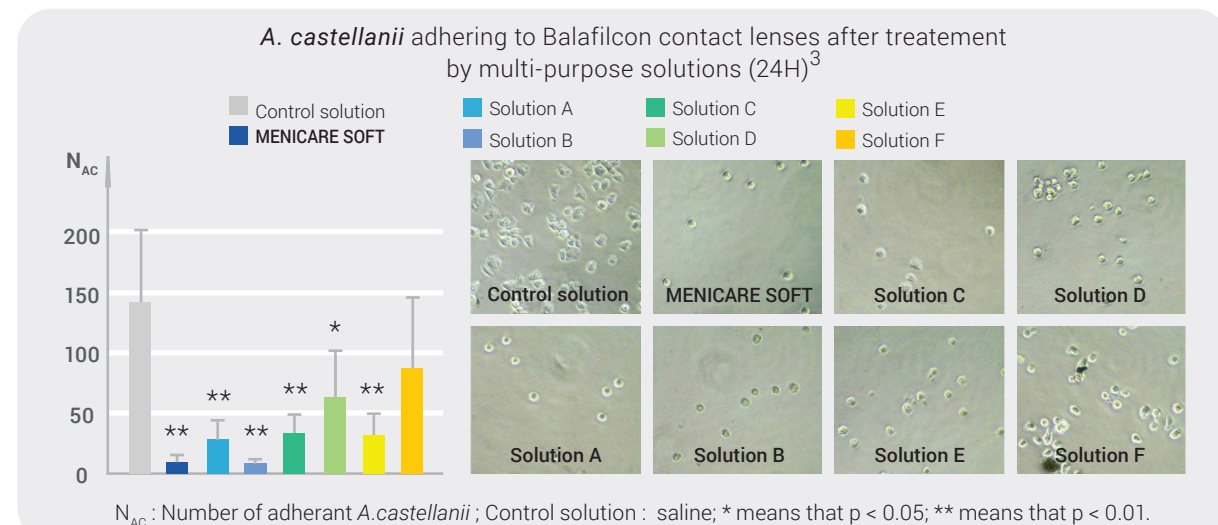 A. castellanii adhering to Balafilcon contact lenses after treatement
by multi-purpose solutions (24H)3
Control solution
MENICARE SOFT
Solution A
Solution B
Solution C
Solution D
Solution E
Solution F
NAC
200
150
100
50
0
**
**
**
**
*
**
Control solution
MENICARE SOFT
Solution C
Solution D
Solution A
Solution B
Solution E
Solution F
NAC : Number of adherant A.castellanii ; Control solution : saline; * means that p < 0.05; ** means that p < 0.01.